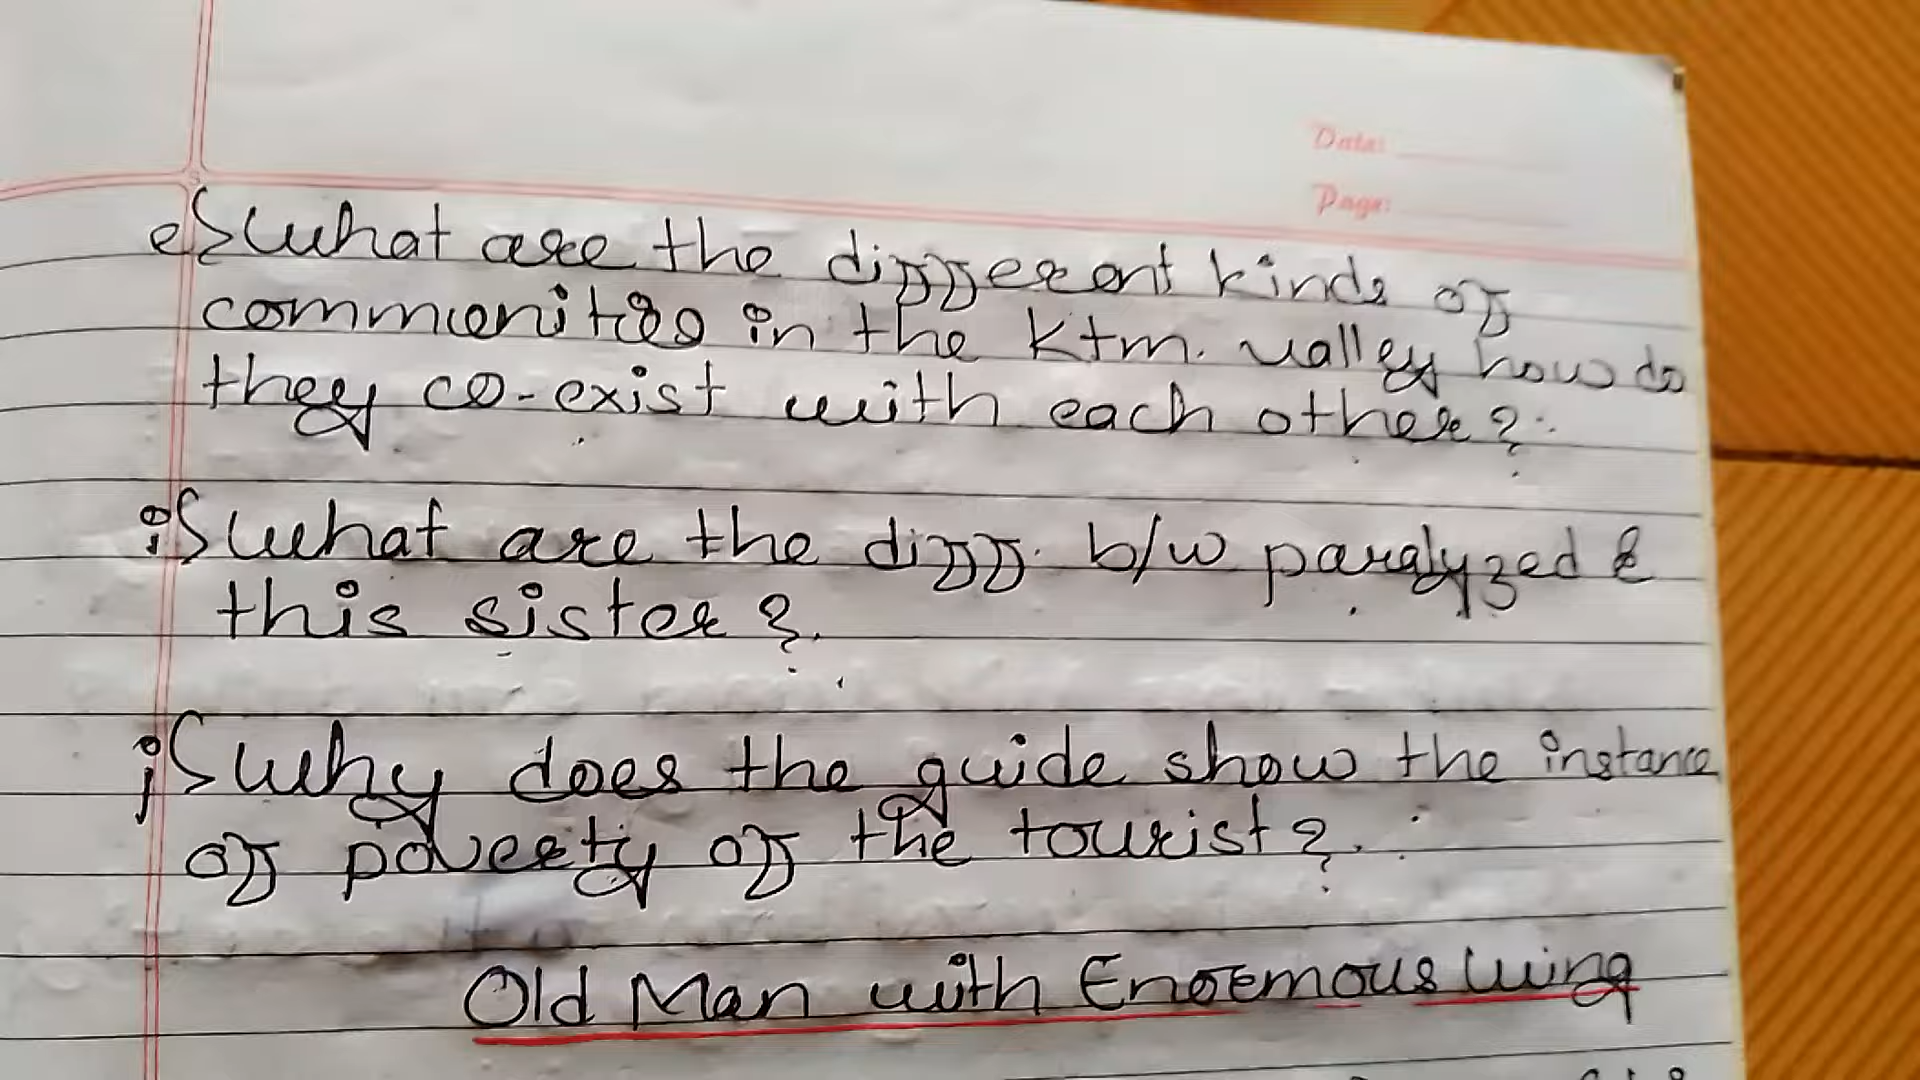 Date:
Page:
e) What are the different kinds of
communities in the Ktm. valley how do
they co-exist with each other?
i) What are the diff. b/w paralyzed &
this sister?
j) Why does the guide show the instance
of poverty of the tourist?
Old Man with Enormous Wing